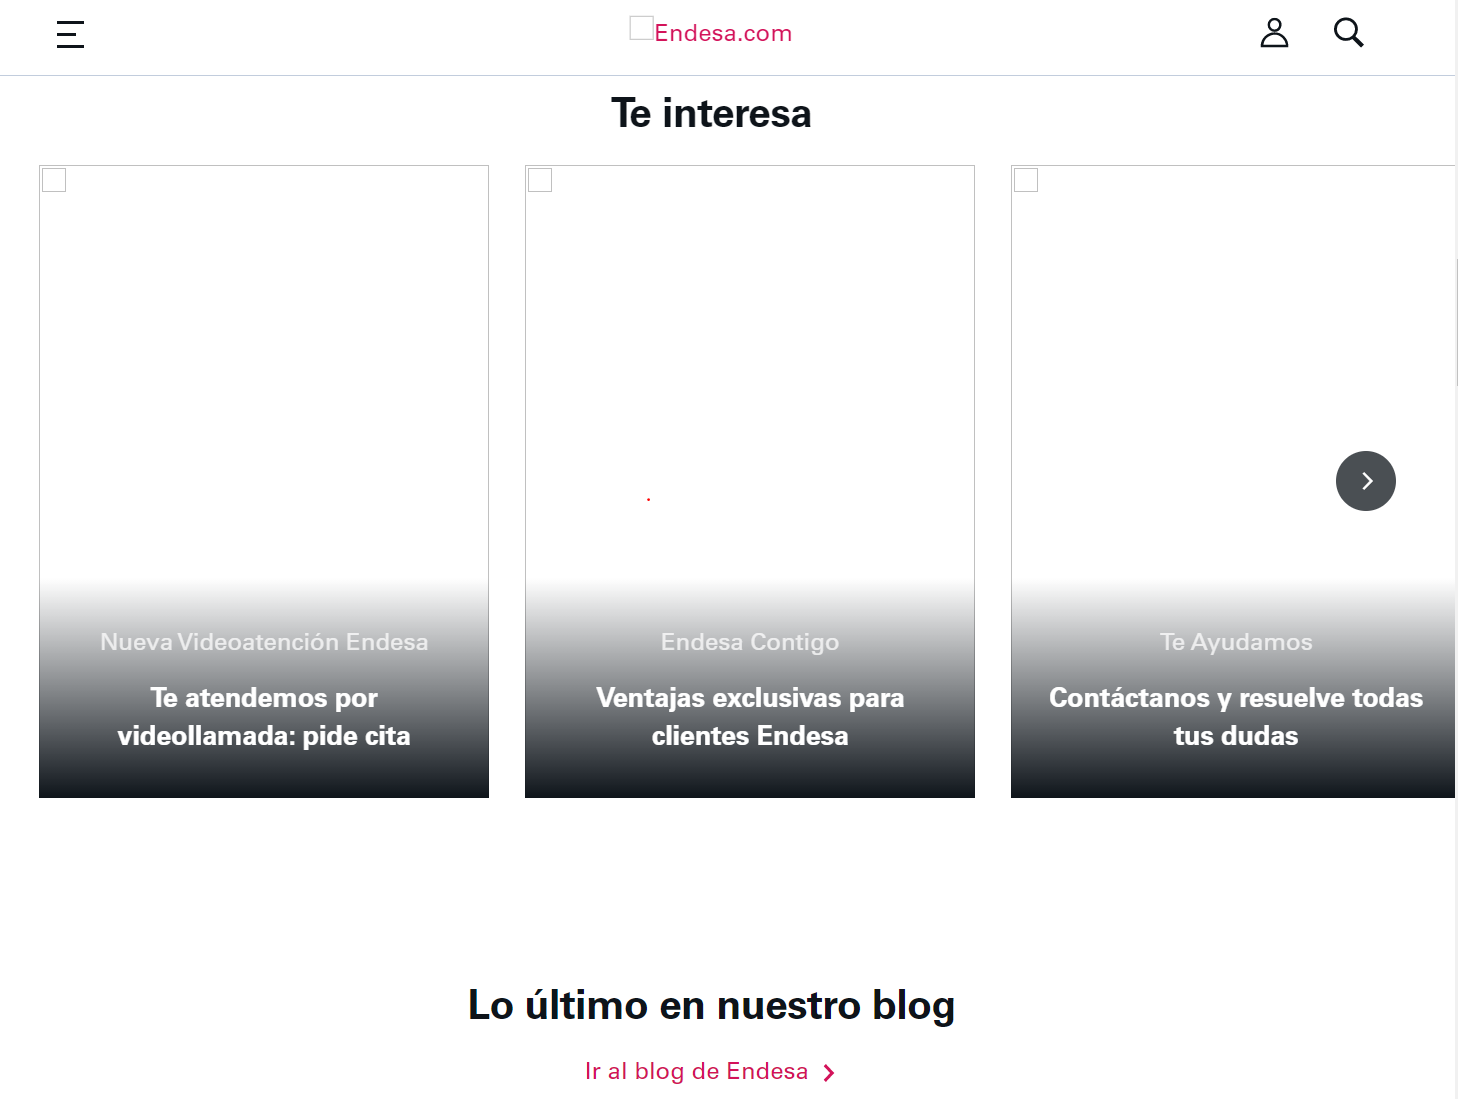 Endesa.com
Te interesa
Nueva Videoatención Endesa
Te atendemos por
videollamada: pide cita
Endesa Contigo
Ventajas exclusivas para
clientes Endesa
Te Ayudamos
Contáctanos y resuelve todas
tus dudas
Lo último en nuestro blog
Ir al blog de Endesa